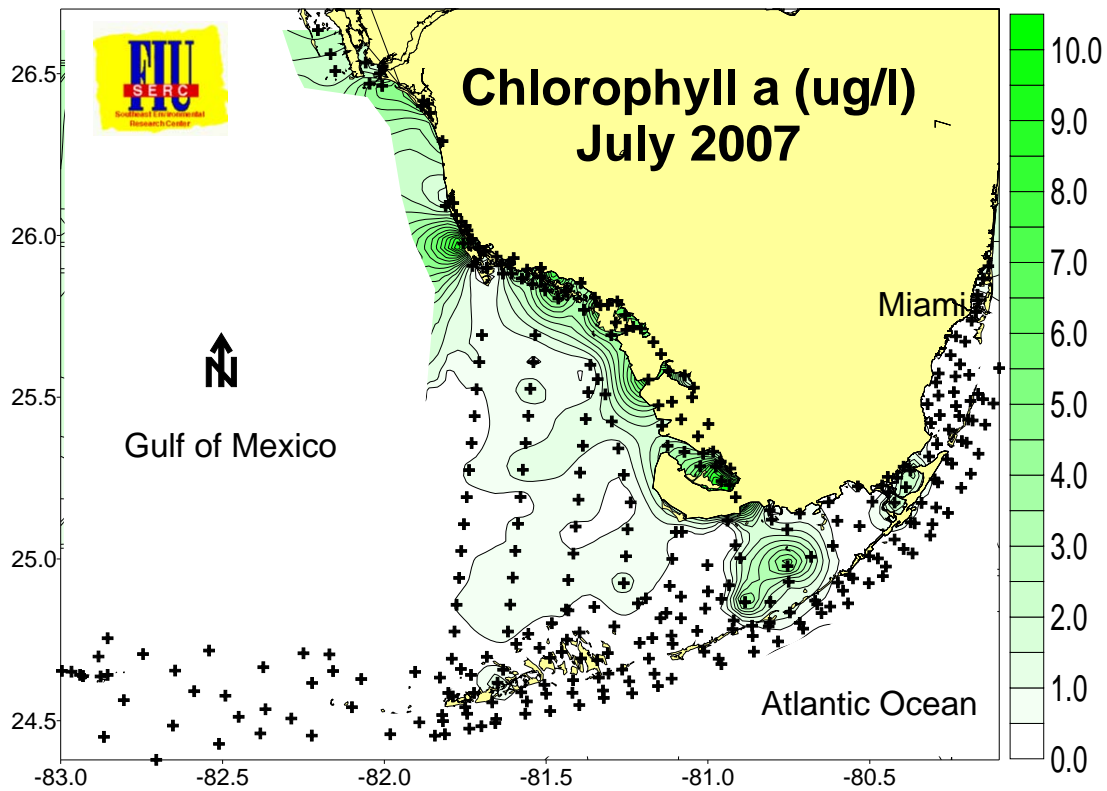 FIU
SERC
Southeast Environmental
Research Center
Chlorophyll a (ug/l)
July 2007
Miami
N
Gulf of Mexico
Atlantic Ocean
26.5
26.0
25.5
25.0
24.5
-83.0
-82.5
-82.0
-81.5
-81.0
-80.5
10.0
9.0
8.0
7.0
6.0
5.0
4.0
3.0
2.0
1.0
0.0